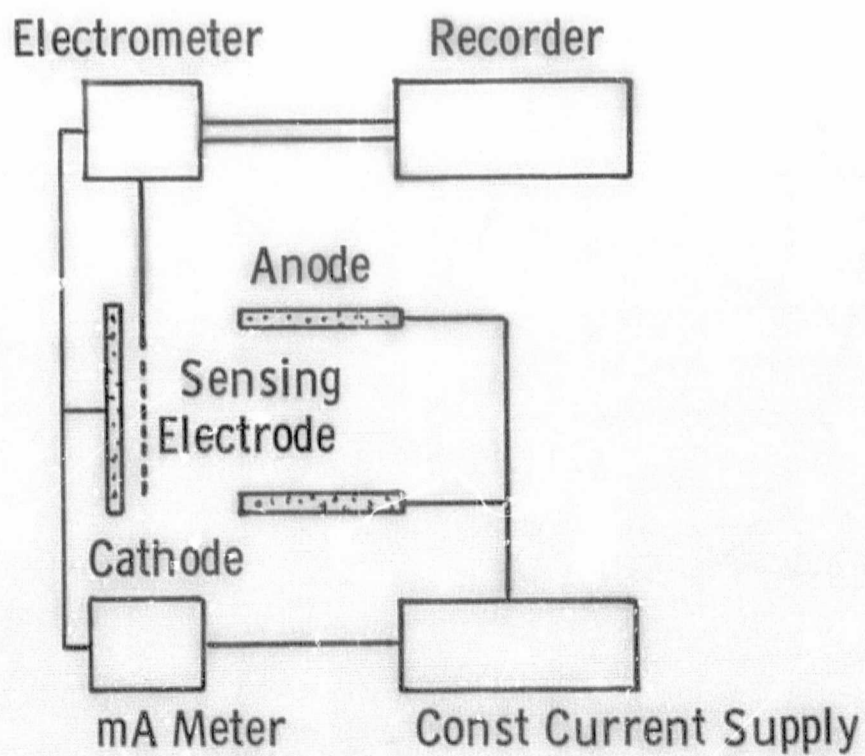 Electrometer
Recorder
Anode
Sensing
Electrode
Cathode
mA Meter
Const Current Supply